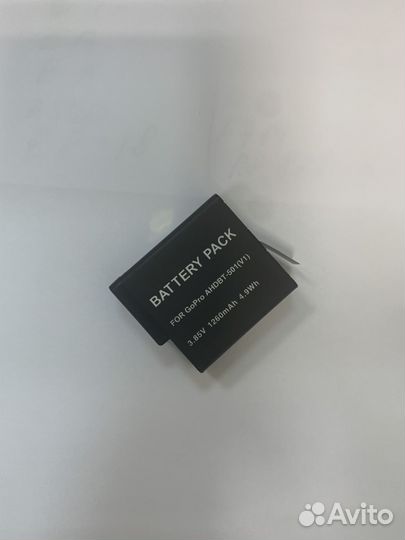 BATTERY PACK
FOR GoPro AHDBT-501(V1)
3.85V 1260mAh 4.9Wh
Avito